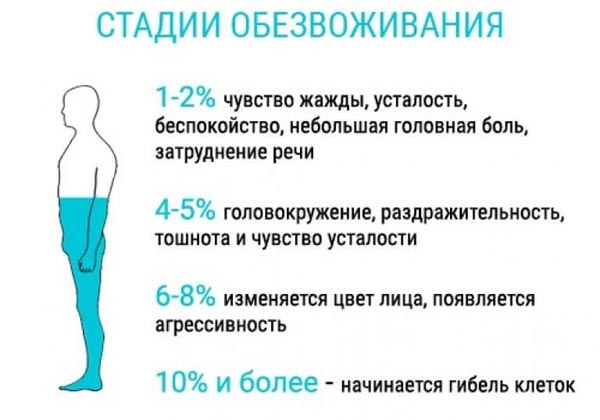 СТАДИИ ОБЕЗВОЖИВАНИЯ
1-2% чувство жажды, усталость,
беспокойство, небольшая головная боль,
затруднение речи
4-5% головокружение, раздражительность,
тошнота и чувство усталости
6-8% изменяется цвет лица, появляется
агрессивность
10% и более - начинается гибель клеток